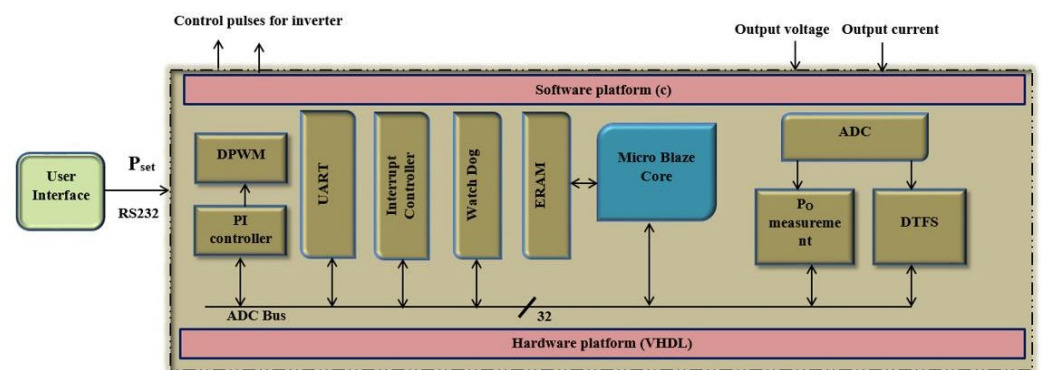 Control pulses for inverter
Output voltage
Output current
Software platform (c)
User
Interface
Pset
RS232
DPWM
PI
controller
UART
Interrupt
Controller
Watch Dog
ERAM
Micro Blaze
Core
ADC
PO
measureme
nt
DTFS
ADC Bus
32
Hardware platform (VHDL)